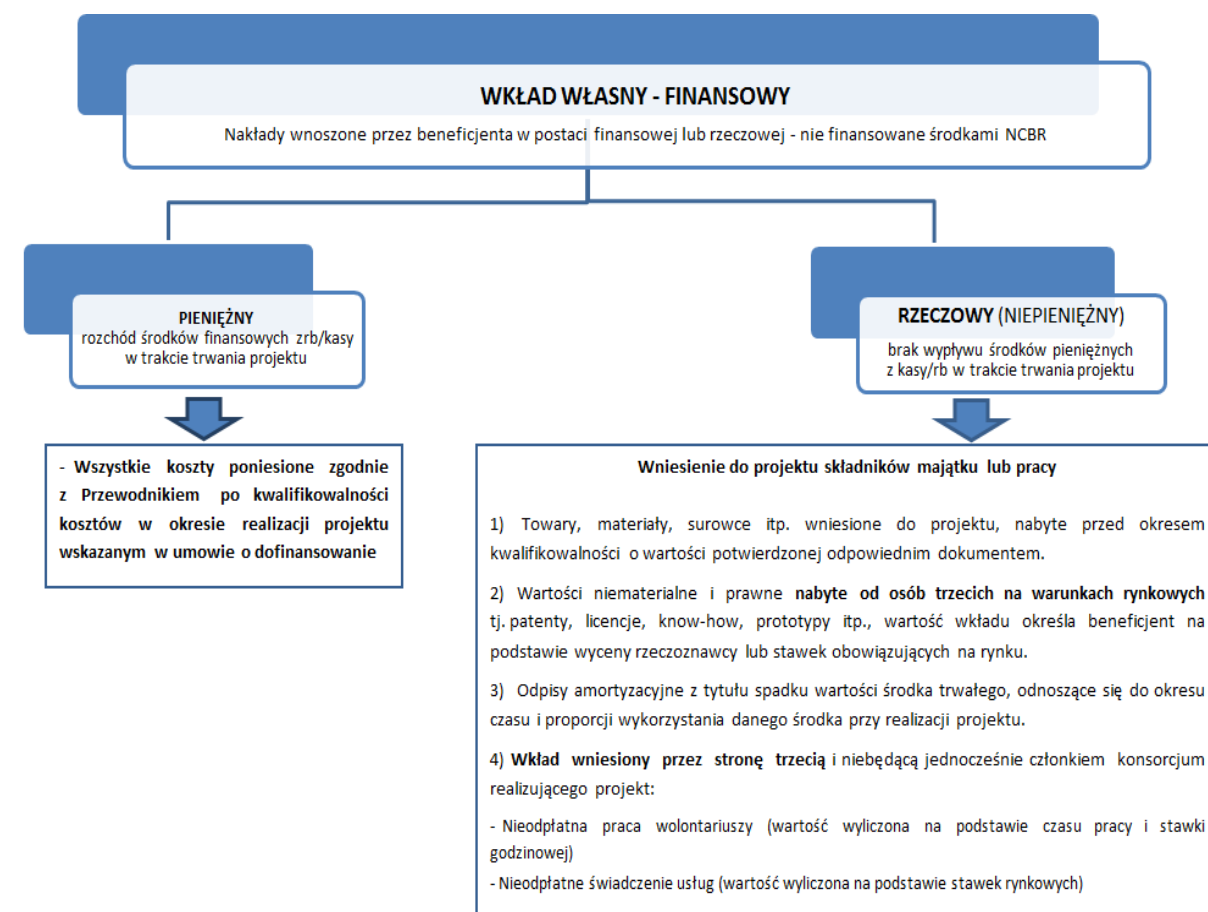 WKŁAD WŁASNY - FINANSOWY
Nakłady wnoszone przez beneficjenta w postaci finansowej lub rzeczowej - nie finansowane środkami NCBR
PIENIĘŻNY
rozchód środków finansowych zrb/kasy
w trakcie trwania projektu
- Wszystkie koszty poniesione zgodnie
z Przewodnikiem po kwalifikowalności
kosztów w okresie realizacji projektu
wskazanym w umowie o dofinansowanie
RZECZOWY (NIEPIENIĘŻNY)
brak wypływu środków pieniężnych
z kasy/rb w trakcie trwania projektu
Wniesienie do projektu składników majątku lub pracy
1) Towary, materiały, surowce itp. wniesione do projektu, nabyte przed okresem
kwalifikowalności o wartości potwierdzonej odpowiednim dokumentem.
2) Wartości niematerialne i prawne nabyte od osób trzecich na warunkach rynkowych
tj. patenty, licencje, know-how, prototypy itp., wartość wkładu określa beneficjent na
podstawie wyceny rzeczoznawcy lub stawek obowiązujących na rynku.
3) Odpisy amortyzacyjne z tytułu spadku wartości środka trwałego, odnoszące się do okresu
czasu i proporcji wykorzystania danego środka przy realizacji projektu.
4) Wkład wniesiony przez stronę trzecią i niebędącą jednocześnie członkiem konsorcjum
realizującego projekt:
- Nieodpłatna praca wolontariuszy (wartość wyliczona na podstawie czasu pracy i stawki
godzinowej)
- Nieodpłatne świadczenie usług (wartość wyliczona na podstawie stawek rynkowych)